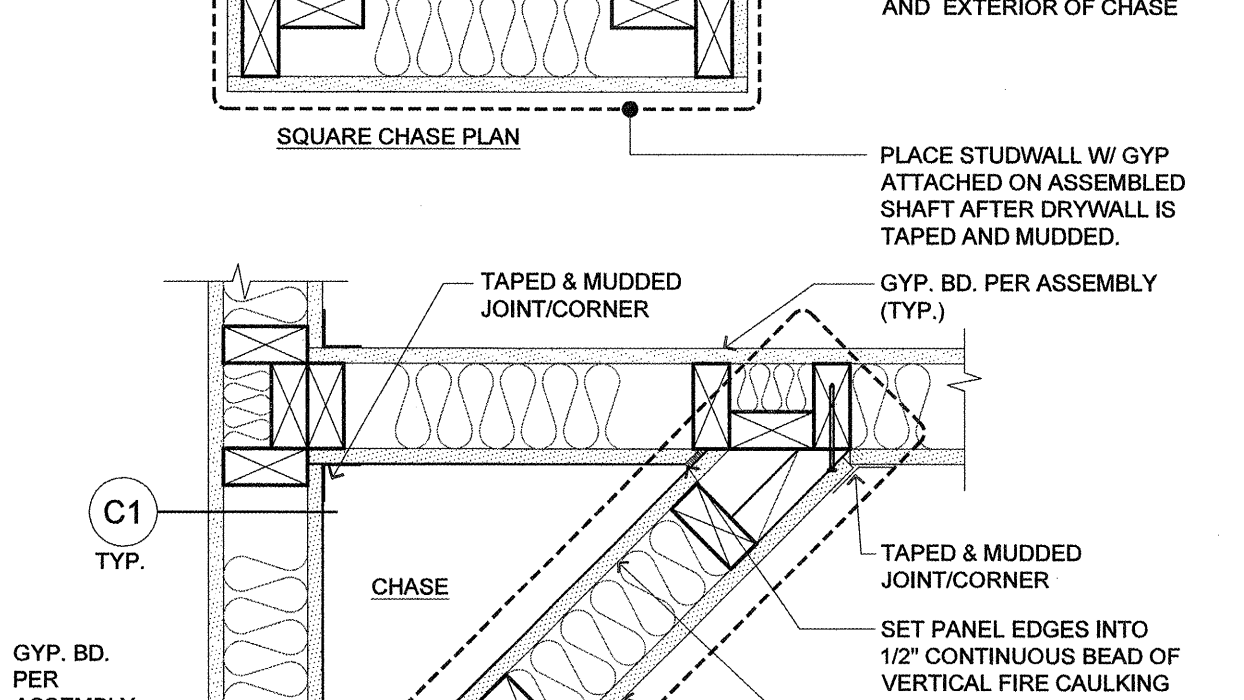 AND EXTERIOR OF CHASE
SQUARE CHASE PLAN
PLACE STUDWALL W/ GYP
ATTACHED ON ASSEMBLED
SHAFT AFTER DRYWALL IS
TAPED AND MUDDED.
TAPED & MUDDED
JOINT/CORNER
GYP. BD. PER ASSEMBLY
(TYP.)
C1
TYP.
CHASE
TAPED & MUDDED
JOINT/CORNER
SET PANEL EDGES INTO
1/2" CONTINUOUS BEAD OF
VERTICAL FIRE CAULKING
GYP. BD.
PER
ASSEMBLY